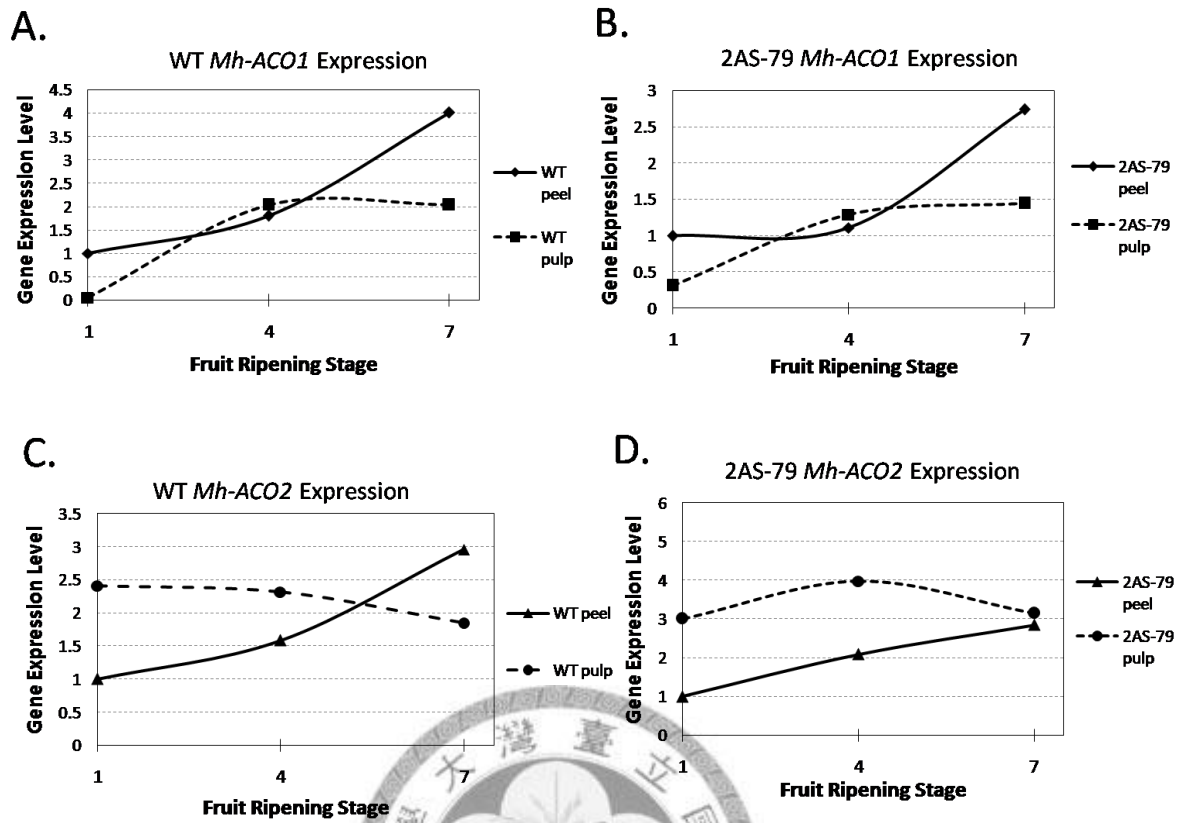 A.
WT Mh-ACO1 Expression
Gene Expression Level
4.5
4
3.5
3
2.5
2
1.5
1
0.5
0
1
4
7
Fruit Ripening Stage
WT
peel
WT
pulp
B.
2AS-79 Mh-ACO1 Expression
Gene Expression Level
3
2.5
2
1.5
1
0.5
0
1
4
7
Fruit Ripening Stage
2AS-79
peel
2AS-79
pulp
C.
WT Mh-ACO2 Expression
Gene Expression Level
3.5
3
2.5
2
1.5
1
0.5
0
1
4
7
Fruit Ripening Stage
WT peel
WT pulp
D.
2AS-79 Mh-ACO2 Expression
Gene Expression Level
6
5
4
3
2
1
0
1
4
7
Fruit Ripening Stage
2AS-79
peel
2AS-79
pulp
大灣臺立